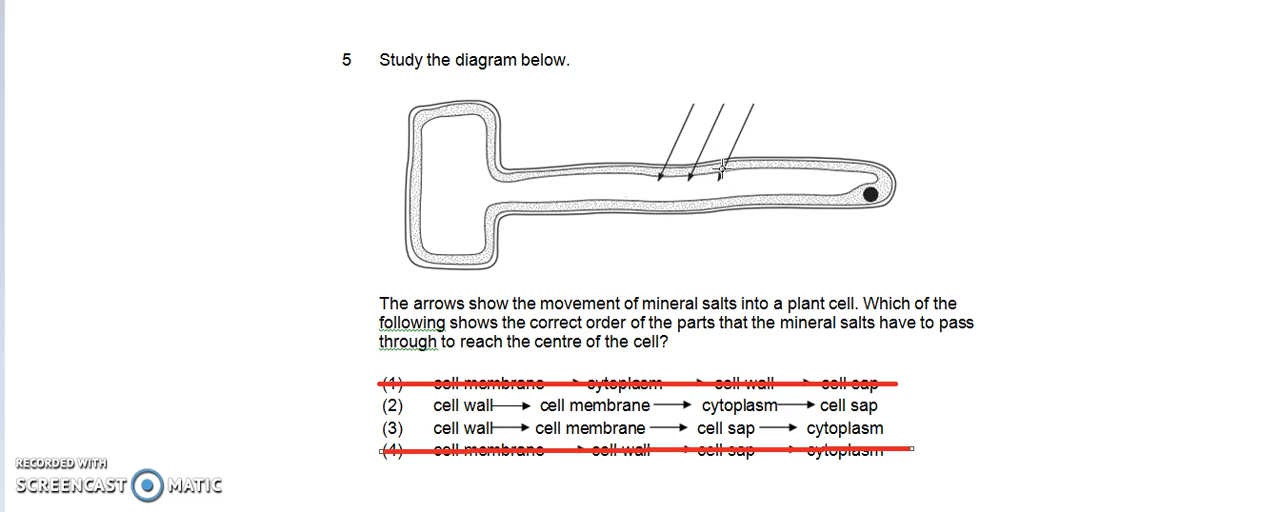 5 Study the diagram below.
The arrows show the movement of mineral salts into a plant cell. Which of the
following shows the correct order of the parts that the mineral salts have to pass
through to reach the centre of the cell?
(1) cell membrane → cytoplasm → cell wall → cell sap
(2) cell wall → cell membrane → cytoplasm → cell sap
(3) cell wall → cell membrane → cell sap → cytoplasm
(4) cell membrane → cell wall → cell sap → cytoplasm
RECORDED WITH
SCREENCAST MATIC